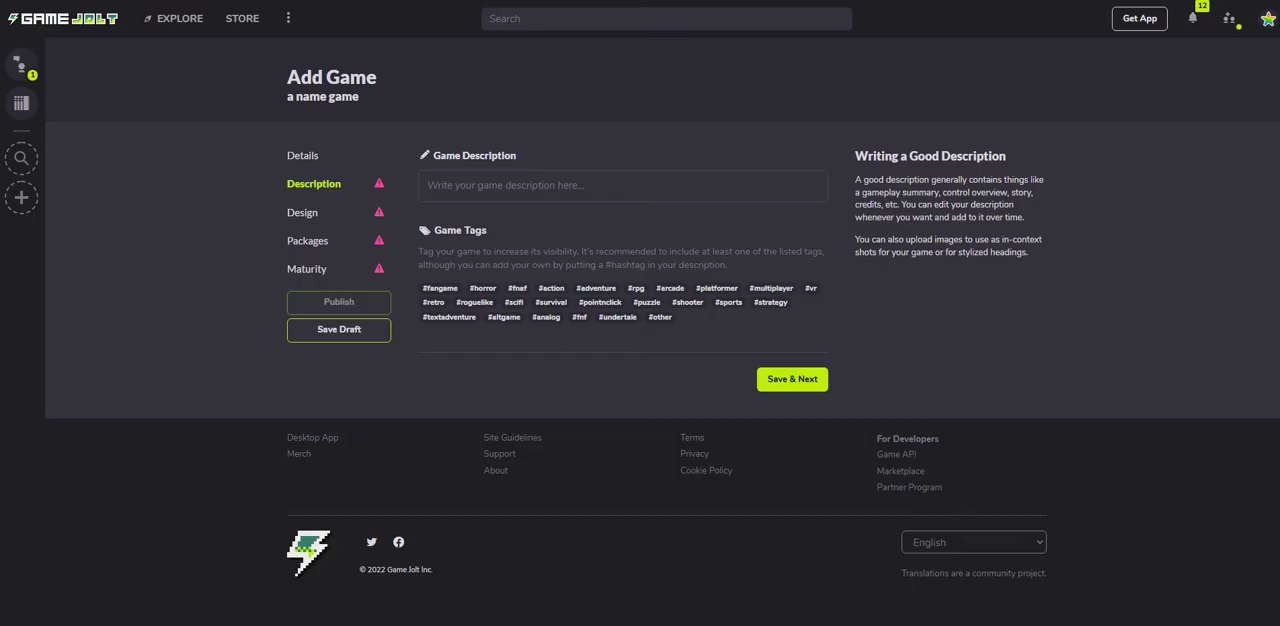 GAME JOLT
EXPLORE
STORE
Search
Get App
12
1
Add Game
a name game
Details
Description
Design
Packages
Maturity
Publish
Save Draft
Game Description
Write your game description here...
Game Tags
Tag your game to increase its visibility. It's recommended to include at least one of the listed tags,
although you can add your own by putting a #hashtag in your description.
#fangame #horror #fnaf #action #adventure #rpg #arcade #platformer #multiplayer #vr
#retro #roguelike #scifi #survival #pointnclick #puzzle #shooter #sports #strategy
#textadventure #altgame #analog #fnf #undertale #other
Save & Next
Writing a Good Description
A good description generally contains things like
a gameplay summary, control overview, story,
credits, etc. You can edit your description
whenever you want and add to it over time.
You can also upload images to use as in-context
shots for your game or for stylized headings.
Desktop App
Merch
Site Guidelines
Support
About
Terms
Privacy
Cookie Policy
For Developers
Game API
Marketplace
Partner Program
© 2022 Game Jolt Inc.
English
Translations are a community project.